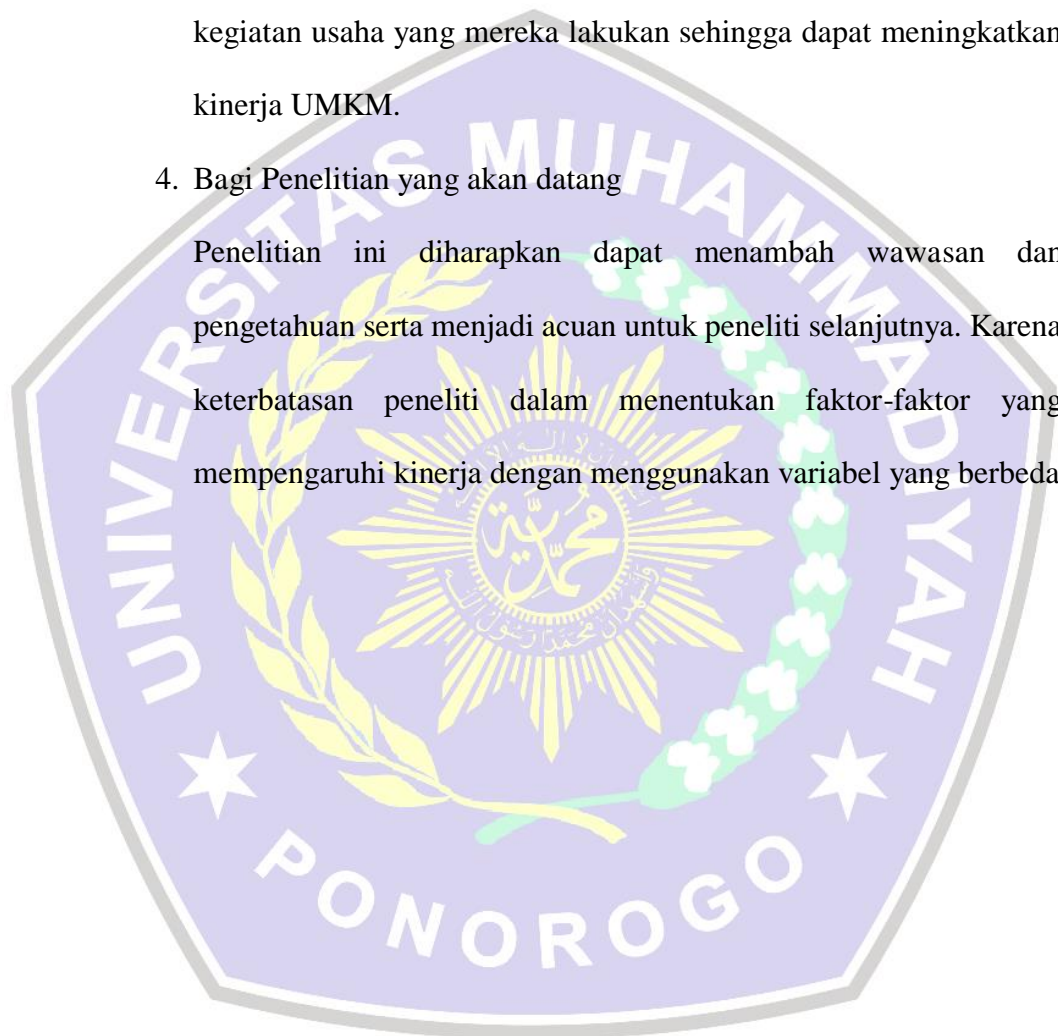 kegiatan usaha yang mereka lakukan sehingga dapat meningkatkan
kinerja UMKM.
4. Bagi Penelitian yang akan datang
Penelitian ini diharapkan dapat menambah wawasan dan
pengetahuan serta menjadi acuan untuk peneliti selanjutnya. Karena
keterbatasan peneliti dalam menentukan faktor-faktor yang
mempengaruhi kinerja dengan menggunakan variabel yang berbeda
UNIVERSITAS MUHAMMADIYAH
محمدية
PONOROGO